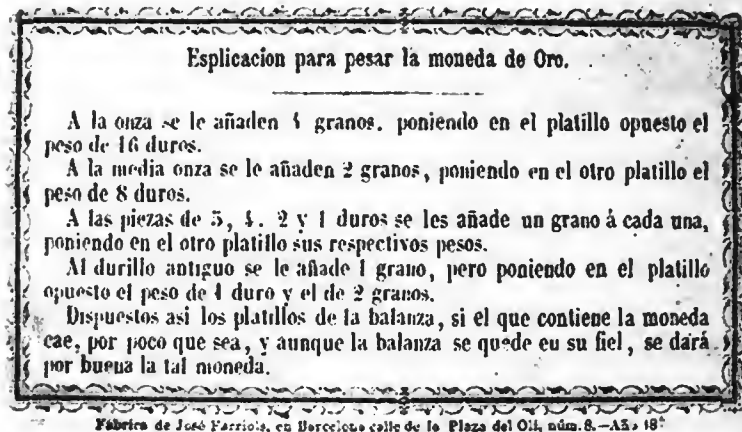 Esplicacion para pesar la moneda de Oro.
A la onza se le añaden 4 granos, poniendo en el platillo opuesto el
peso de 16 duros.
A la media onza se le añaden 2 granos, poniendo en el otro platillo el
peso de 8 duros.
A las piezas de 5, 4, 2 y 1 duros se les añade un grano á cada una,
poniendo en el otro platillo sus respectivos pesos.
Al durillo antiguo se le añade 1 grano, pero poniendo en el platillo
opuesto el peso de 1 duro y el de 2 granos.
Dispuestos asi los platillos de la balanza, si el que contiene la moneda
cae, por poco que sea, y aunque la balanza se quede en su fiel, se dará
por buena la tal moneda.
Fábrica de José Farriols, en Barcelona calle de la Plaza del Oli, núm. 8.—Año